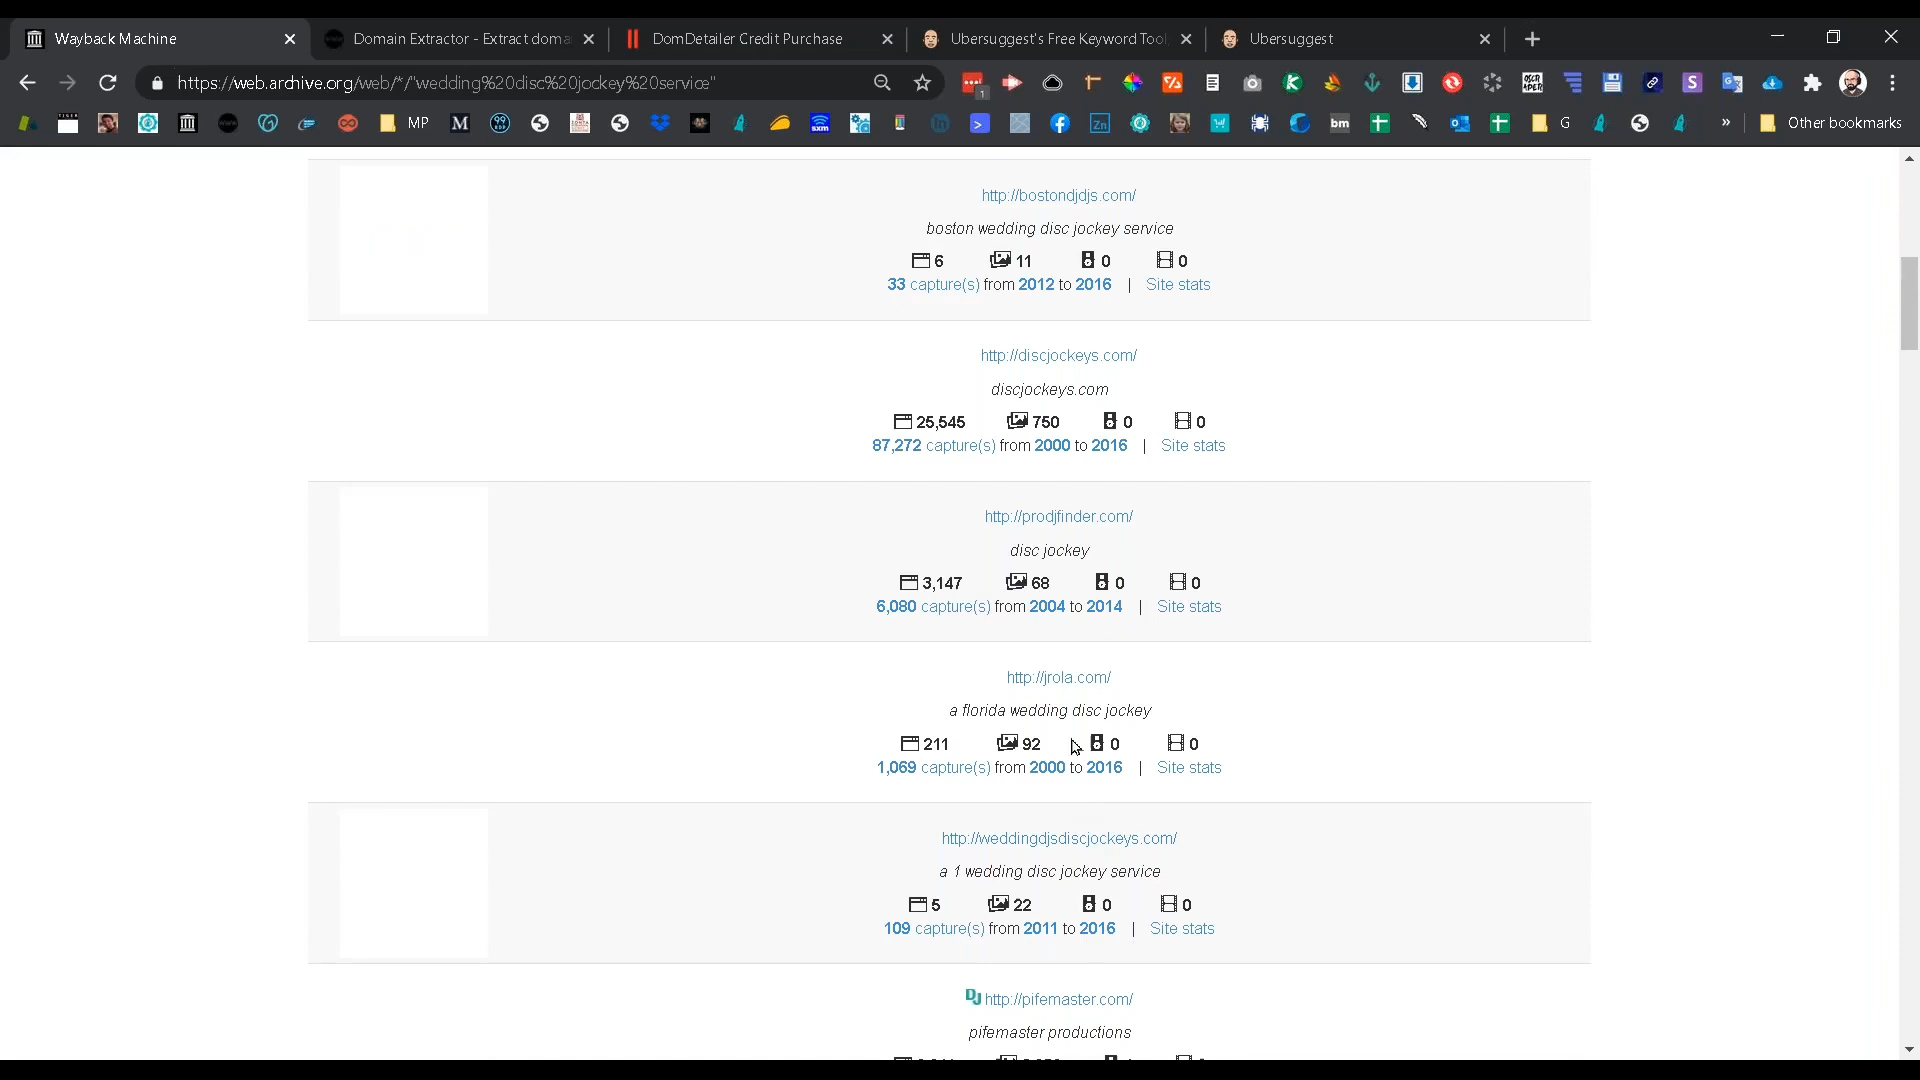 Wayback Machine
Domain Extractor - Extract doma
DomDetailer Credit Purchase
Ubersuggest's Free Keyword Tool
Ubersuggest
https://web.archive.org/web/*/"wedding%20disc%20jockey%20service"
1
MP
sxm
Zn
bm
G
Other bookmarks
http://bostondjdjs.com/
boston wedding disc jockey service
6 11 0 0
33 capture(s) from 2012 to 2016 | Site stats
http://discjockeys.com/
discjockeys.com
25,545 750 0 0
87,272 capture(s) from 2000 to 2016 | Site stats
http://prodjfinder.com/
disc jockey
3,147 68 0 0
6,080 capture(s) from 2004 to 2014 | Site stats
http://jrola.com/
a florida wedding disc jockey
211 92 0 0
1,069 capture(s) from 2000 to 2016 | Site stats
http://weddingdjsdiscjockeys.com/
a 1 wedding disc jockey service
5 22 0 0
109 capture(s) from 2011 to 2016 | Site stats
DJ http://pifemaster.com/
pifemaster productions